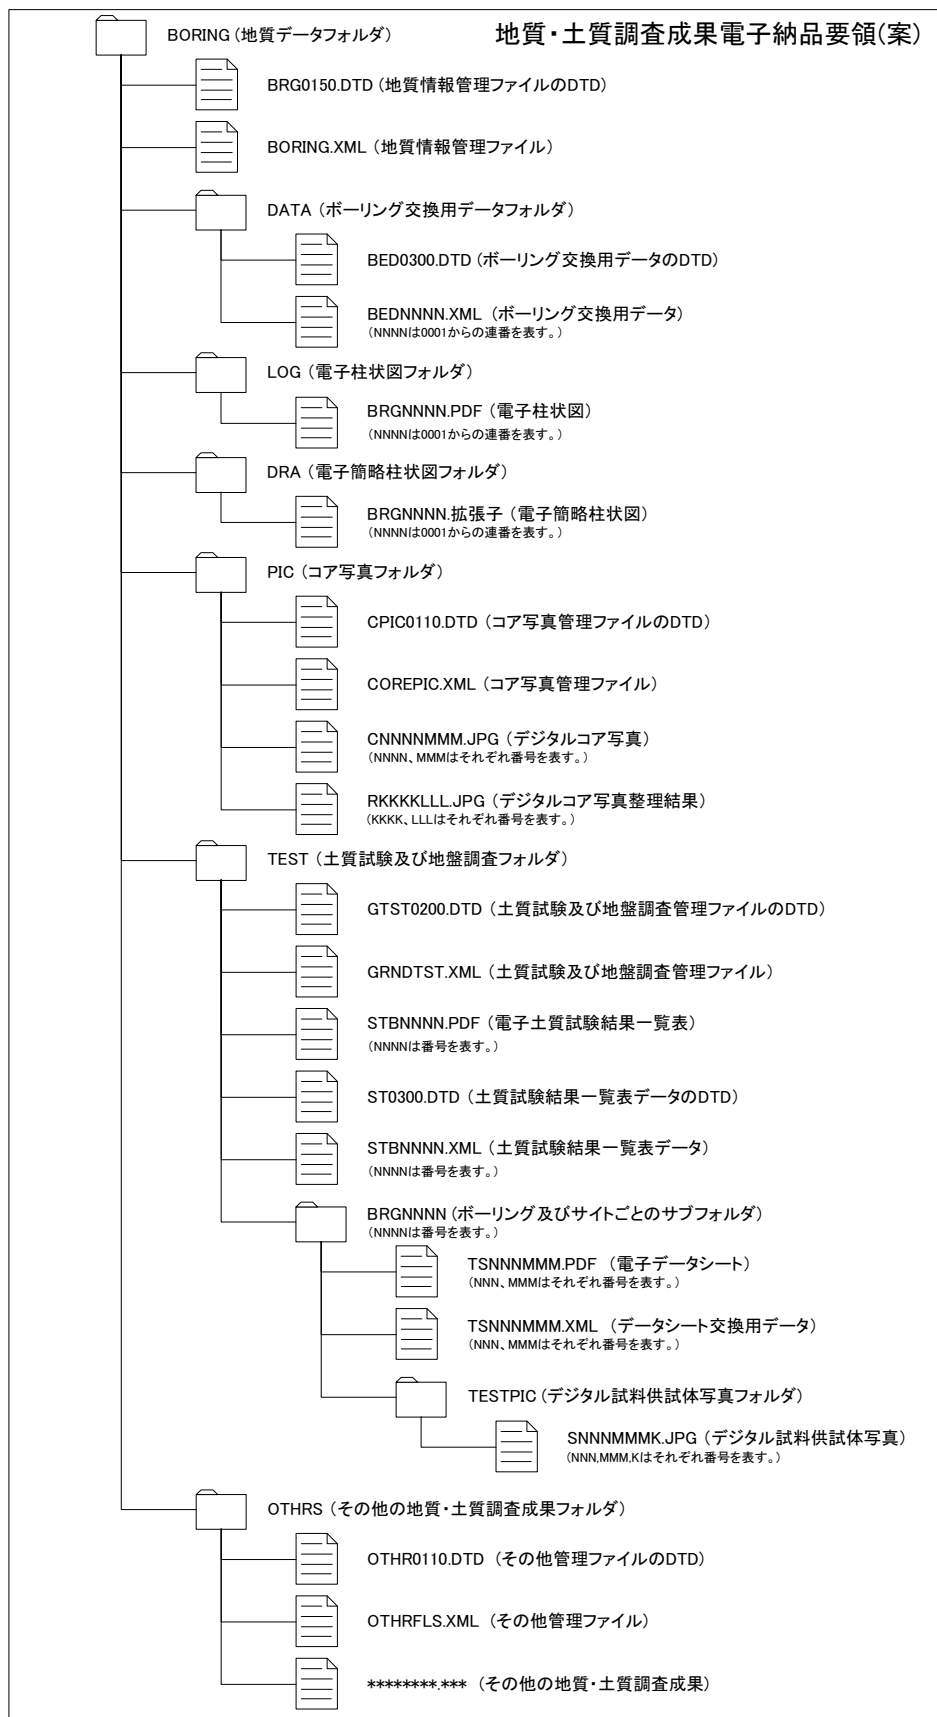 BORING (地質データフォルダ)
地質・土質調査成果電子納品要領(案)
BRG0150.DTD (地質情報管理ファイルのDTD)
BORING.XML (地質情報管理ファイル)
DATA (ボーリング交換用データフォルダ)
BED0300.DTD (ボーリング交換用データのDTD)
BEDNNNN.XML (ボーリング交換用データ)
(NNNNは0001からの連番を表す。)
LOG (電子柱状図フォルダ)
BRGNNNN.PDF (電子柱状図)
(NNNNは0001からの連番を表す。)
DRA (電子簡略柱状図フォルダ)
BRGNNNN.拡張子 (電子簡略柱状図)
(NNNNは0001からの連番を表す。)
PIC (コア写真フォルダ)
CPIC0110.DTD (コア写真管理ファイルのDTD)
COREPIC.XML (コア写真管理ファイル)
CNNNNMMM.JPG (デジタルコア写真)
(NNNN、MMMはそれぞれ番号を表す。)
RKKKKLLL.JPG (デジタルコア写真整理結果)
(KKKK、LLLはそれぞれ番号を表す。)
TEST (土質試験及び地盤調査フォルダ)
GTST0200.DTD (土質試験及び地盤調査管理ファイルのDTD)
GRNDTST.XML (土質試験及び地盤調査管理ファイル)
STBNNNN.PDF (電子土質試験結果一覧表)
(NNNNは番号を表す。)
ST0300.DTD (土質試験結果一覧表データのDTD)
STBNNNN.XML (土質試験結果一覧表データ)
(NNNNは番号を表す。)
BRGNNNN (ボーリング及びサイトごとのサブフォルダ)
(NNNNは番号を表す。)
TSNNNMMM.PDF (電子データシート)
(NNN、MMMはそれぞれ番号を表す。)
TSNNNMMM.XML (データシート交換用データ)
(NNN、MMMはそれぞれ番号を表す。)
TESTPIC (デジタル試料供試体写真フォルダ)
SNNNMMMK.JPG (デジタル試料供試体写真)
(NNN,MMM,Kはそれぞれ番号を表す。)
OTHRS (その他の地質・土質調査成果フォルダ)
OTHR0110.DTD (その他管理ファイルのDTD)
OTHRFLS.XML (その他管理ファイル)
********.*** (その他の地質・土質調査成果)